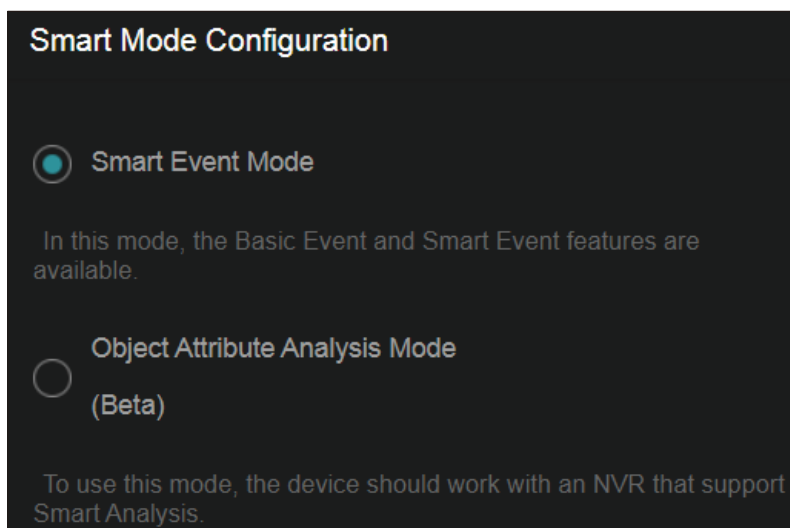 Smart Mode Configuration
Smart Event Mode
In this mode, the Basic Event and Smart Event features are
available.
Object Attribute Analysis Mode
(Beta)
To use this mode, the device should work with an NVR that support
Smart Analysis.